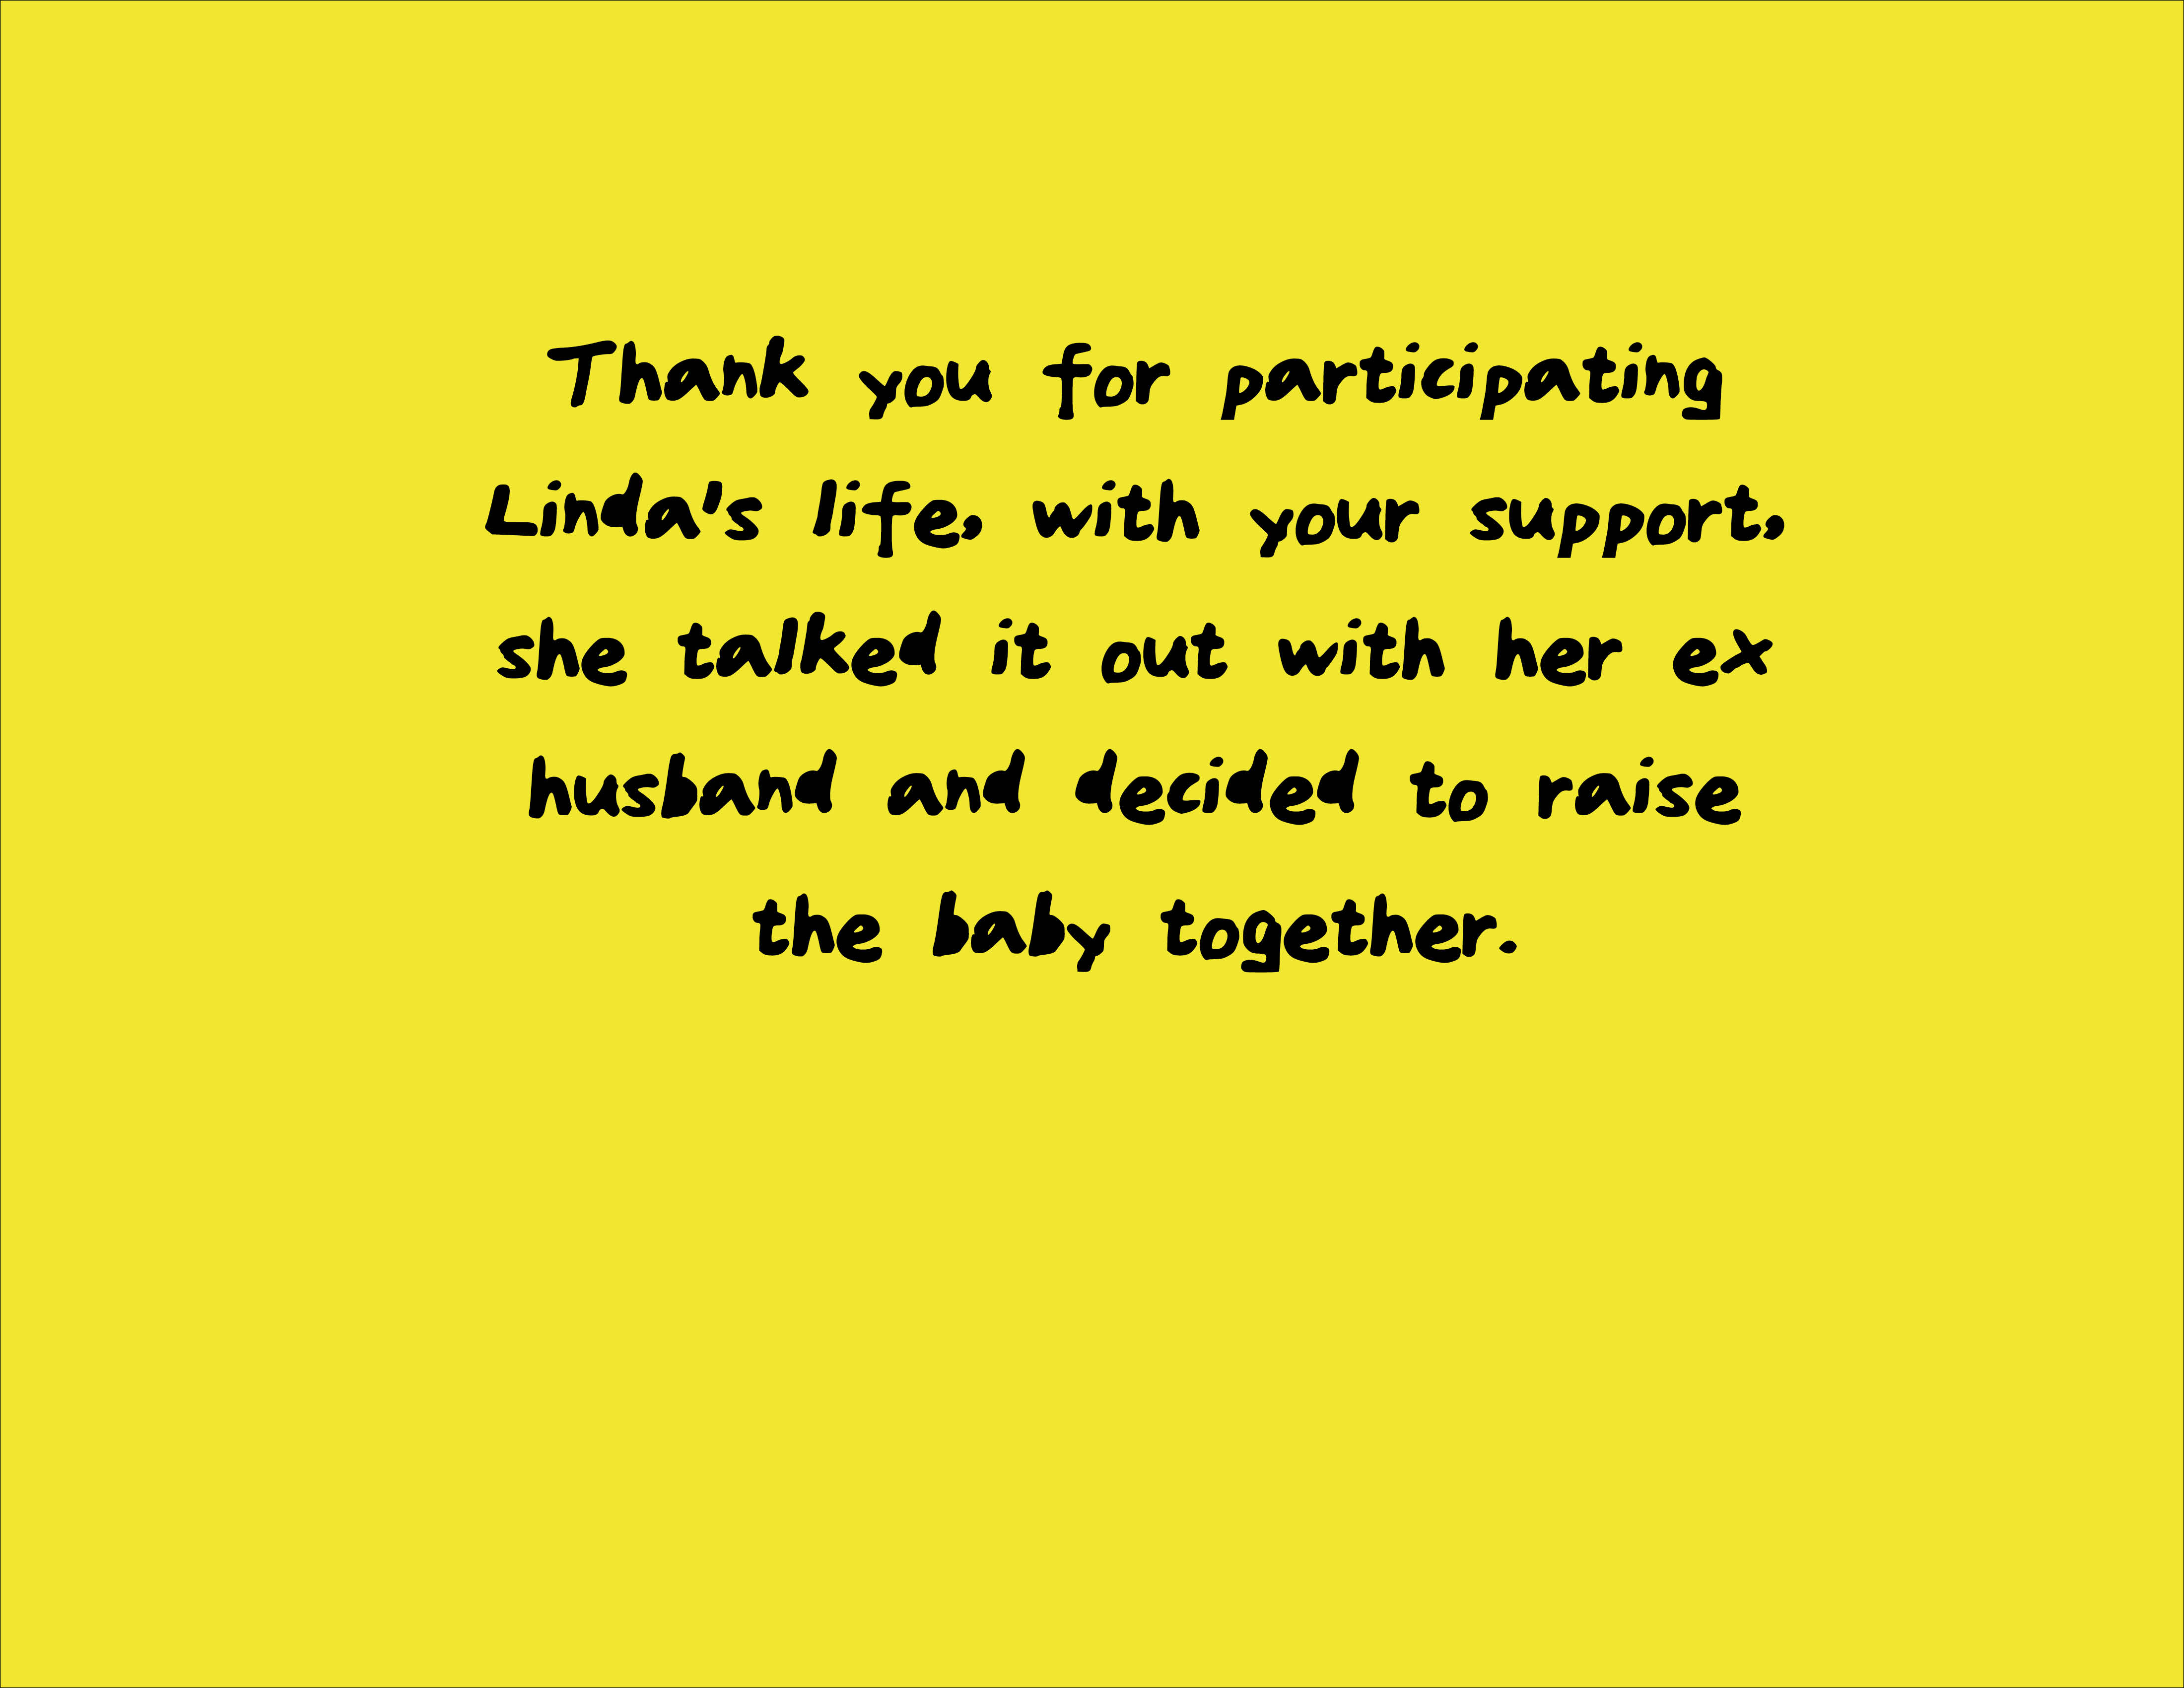 Thank you for participating
Linda's life, with your support,
she talked it out with her ex
husband and decided to raise
the baby together.